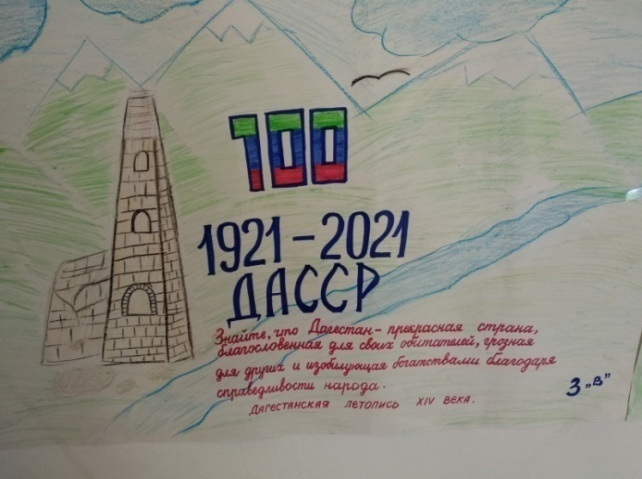 100
1921-2021
ДАССР
Знайте, что Дагестан - прекрасная страна,
благословенная для своих обитателей, грозная
для других и изобилующая богатствами благодаря
справедливости народа.
ДАГЕСТАНСКАЯ ЛЕТОПИСЬ XIV ВЕКА.
3 „В"